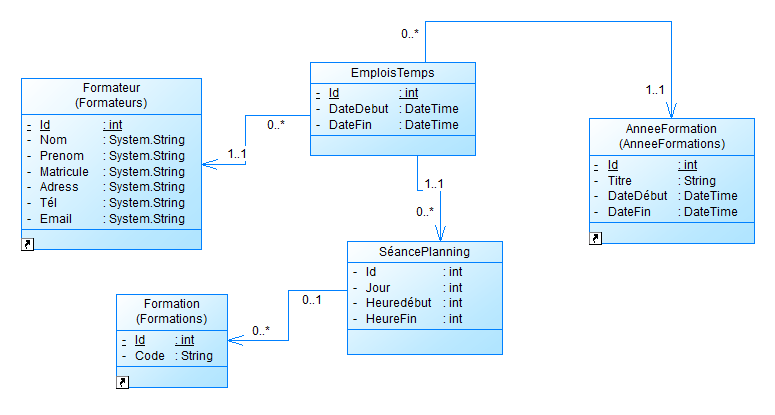 0..*
1..1
EmploisTemps
- Id : int
- DateDebut : DateTime
- DateFin : DateTime
0..*
1..1
Formateur
(Formateurs)
- Id : int
- Nom : System.String
- Prenom : System.String
- Matricule : System.String
- Adress : System.String
- Tél : System.String
- Email : System.String
AnneeFormation
(AnneeFormations)
- Id : int
- Titre : String
- DateDébut : DateTime
- DateFin : DateTime
1..1
0..*
SéancePlanning
- Id : int
- Jour : int
- Heuredébut : int
- HeureFin : int
0..1
0..*
Formation
(Formations)
- Id : int
- Code : String